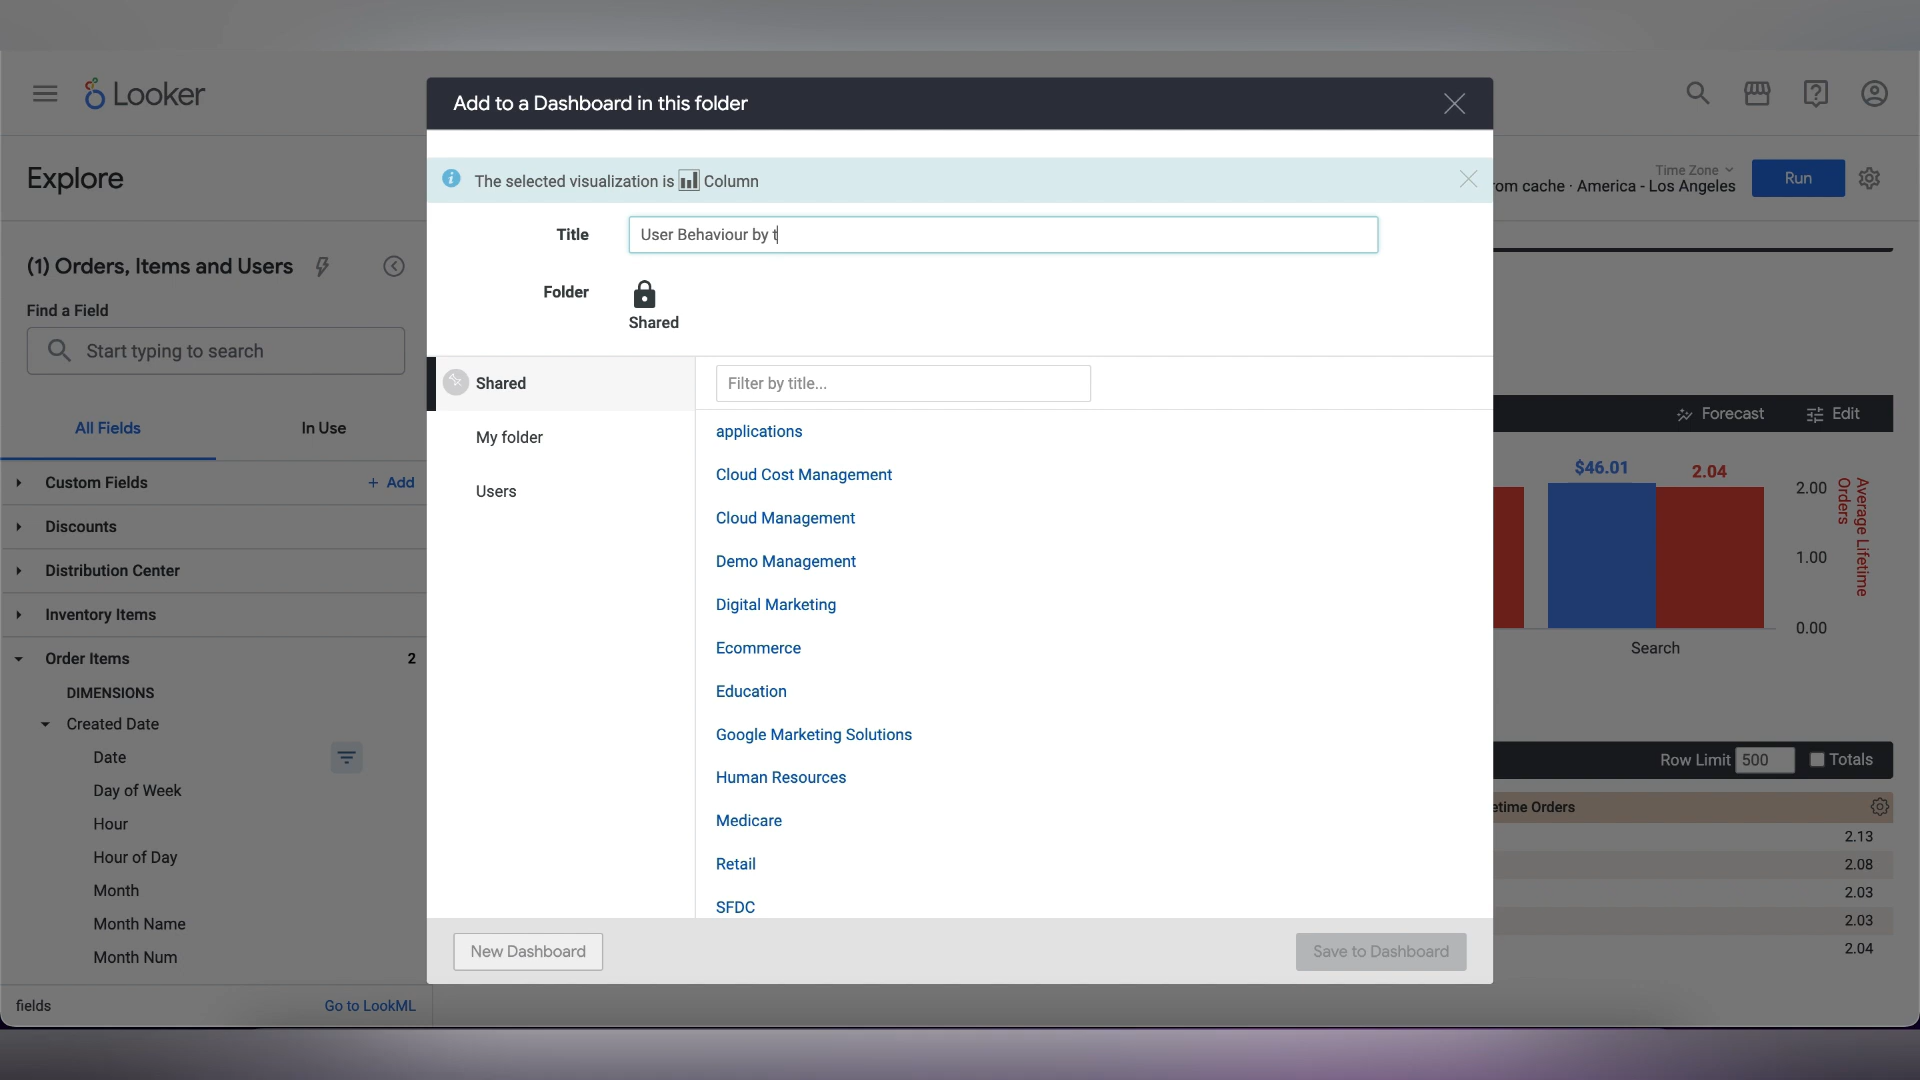 Looker
Add to a Dashboard in this folder
Explore
The selected visualization is Column
Time Zone
rom cache · America - Los Angeles
Run
Title
User Behaviour by t
(1) Orders, Items and Users
Folder
Shared
Find a Field
Start typing to search
Shared
Filter by title...
My folder
Users
All Fields
In Use
applications
Cloud Cost Management
Cloud Management
Demo Management
Digital Marketing
Ecommerce
Education
Google Marketing Solutions
Human Resources
Medicare
Retail
SFDC
Forecast
Edit
$46.01
2.04
2.00
1.00
0.00
Average Lifetime
Orders
Search
Custom Fields
+ Add
Discounts
Distribution Center
Inventory Items
Order Items
2
DIMENSIONS
Created Date
Date
Day of Week
Hour
Hour of Day
Month
Month Name
Month Num
Row Limit 500
Totals
etime Orders
2.13
2.08
2.03
2.03
2.04
New Dashboard
Save to Dashboard
fields
Go to LookML